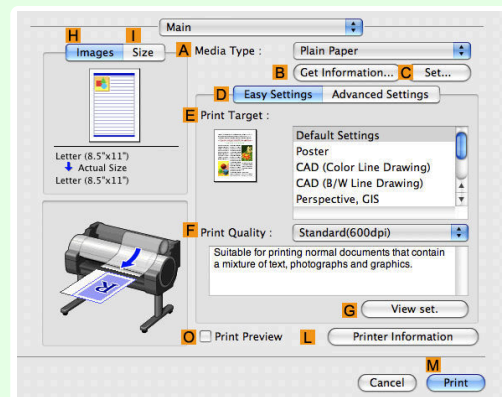 Main
H I
Images Size
A Media Type : Plain Paper
B Get Information... C Set...
D Easy Settings Advanced Settings
E Print Target :
Default Settings
Poster
CAD (Color Line Drawing)
CAD (B/W Line Drawing)
Perspective, GIS
Letter (8.5"x11")
Actual Size
Letter (8.5"x11")
F Print Quality : Standard(600dpi)
Suitable for printing normal documents that contain
a mixture of text, photographs and graphics.
R
G View set.
O Print Preview L Printer Information
M
Cancel Print